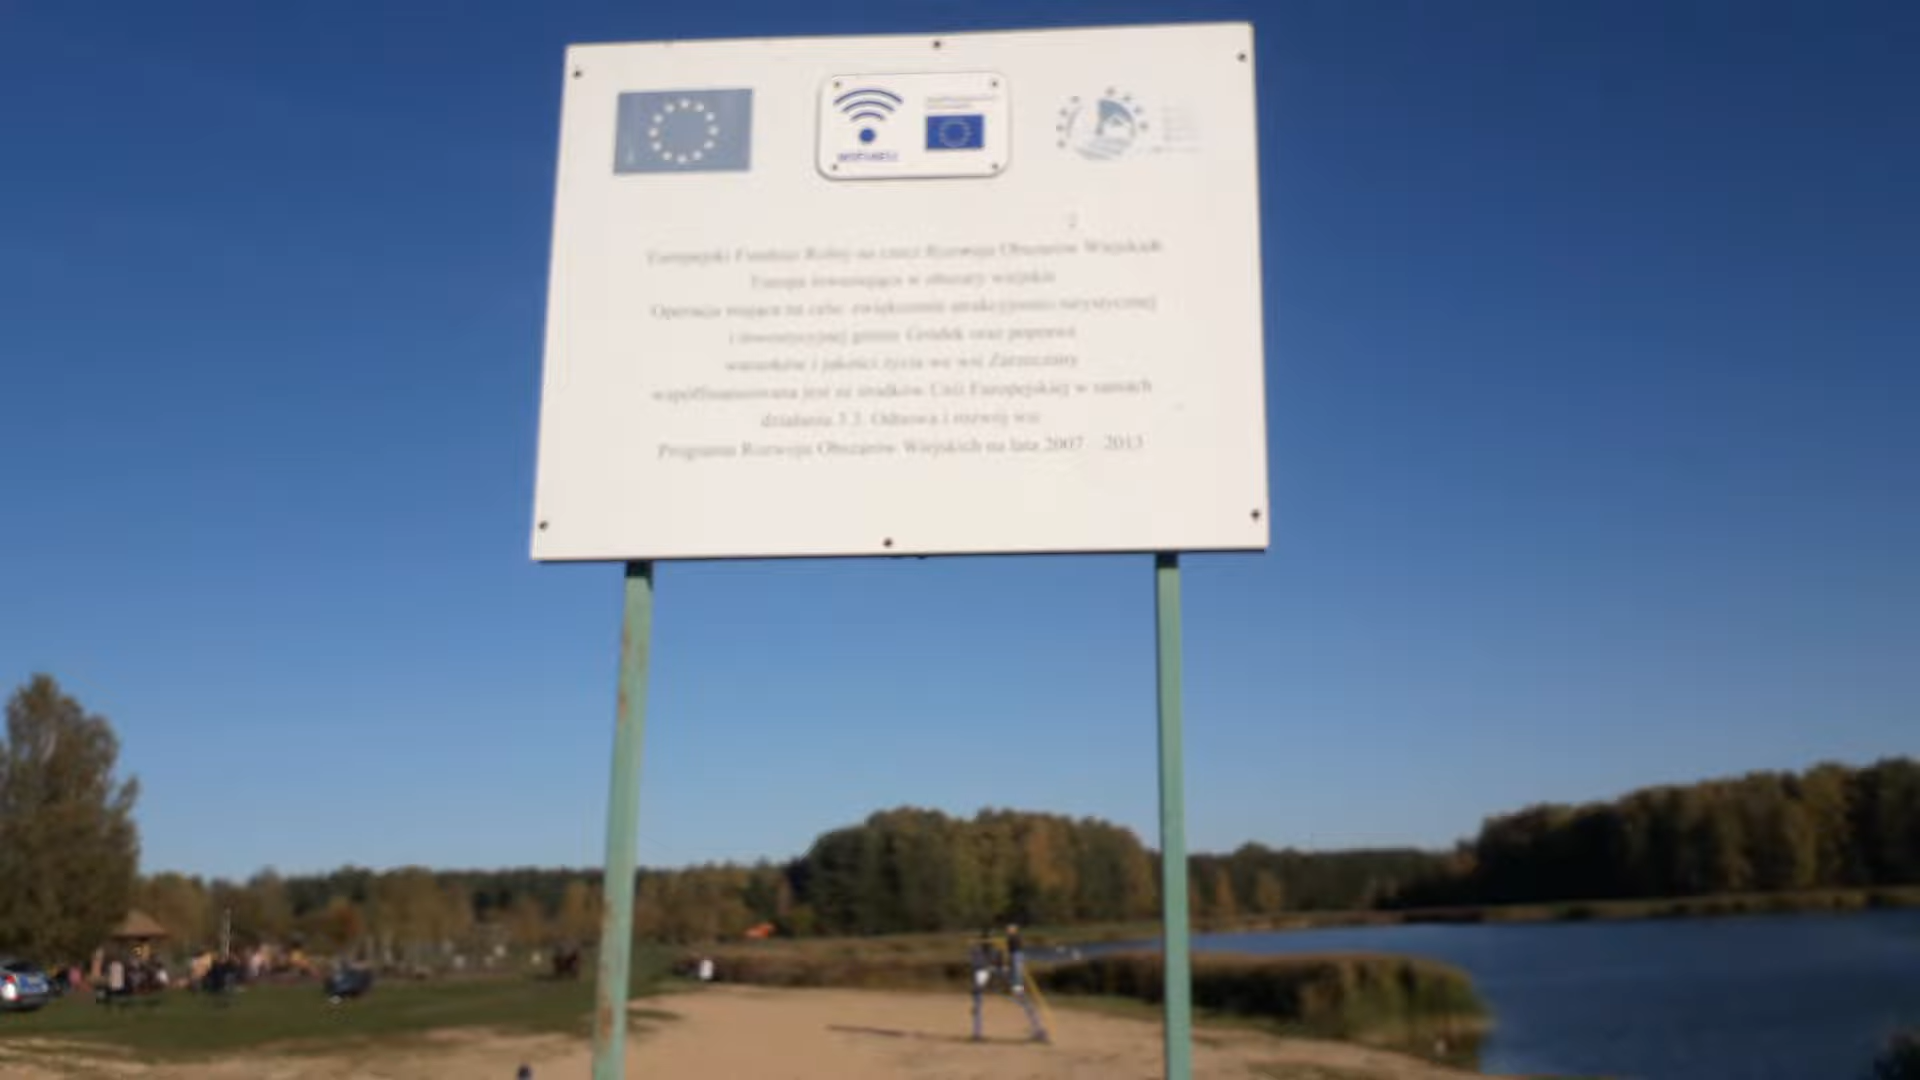 WiFi4EU
Europejski Fundusz Rolny na rzecz Rozwoju Obszarów Wiejskich
Europa inwestująca w obszary wiejskie
Operacja mająca na celu: zwiększenie atrakcyjności turystycznej
i inwestycyjnej gminy Gródek oraz poprawa
warunków i jakości życia we wsi Zarzeczany
współfinansowana jest ze środków Unii Europejskiej w ramach
działania 3.3. Odnowa i rozwój wsi
Programu Rozwoju Obszarów Wiejskich na lata 2007 2013